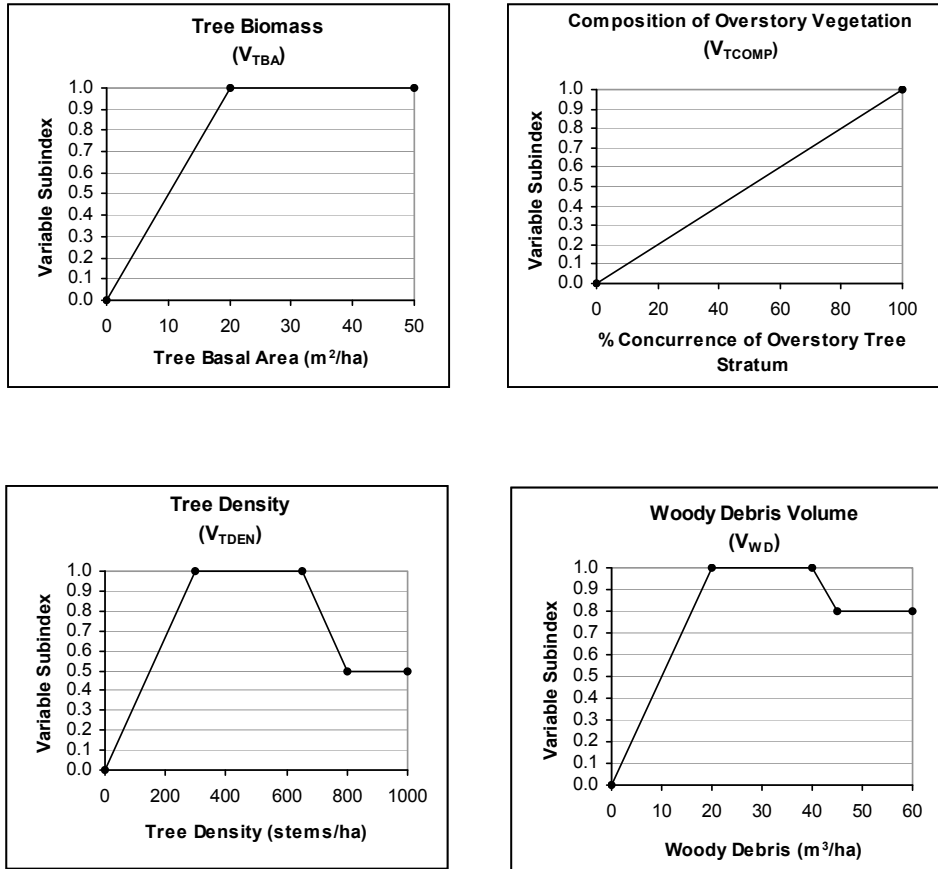 Tree Biomass
(V_TBA)
1.0
0.9
0.8
0.7
0.6
0.5
0.4
0.3
0.2
0.1
0.0
Variable Subindex
0 10 20 30 40 50
Tree Basal Area (m²/ha)
Composition of Overstory Vegetation
(V_TCOMP)
1.0
0.9
0.8
0.7
0.6
0.5
0.4
0.3
0.2
0.1
0.0
Variable Subindex
0 20 40 60 80 100
% Concurrence of Overstory Tree
Stratum
Tree Density
(V_TDEN)
1.0
0.9
0.8
0.7
0.6
0.5
0.4
0.3
0.2
0.1
0.0
Variable Subindex
0 200 400 600 800 1000
Tree Density (stems/ha)
Woody Debris Volume
(V_WD)
1.0
0.9
0.8
0.7
0.6
0.5
0.4
0.3
0.2
0.1
0.0
Variable Subindex
0 10 20 30 40 50 60
Woody Debris (m³/ha)